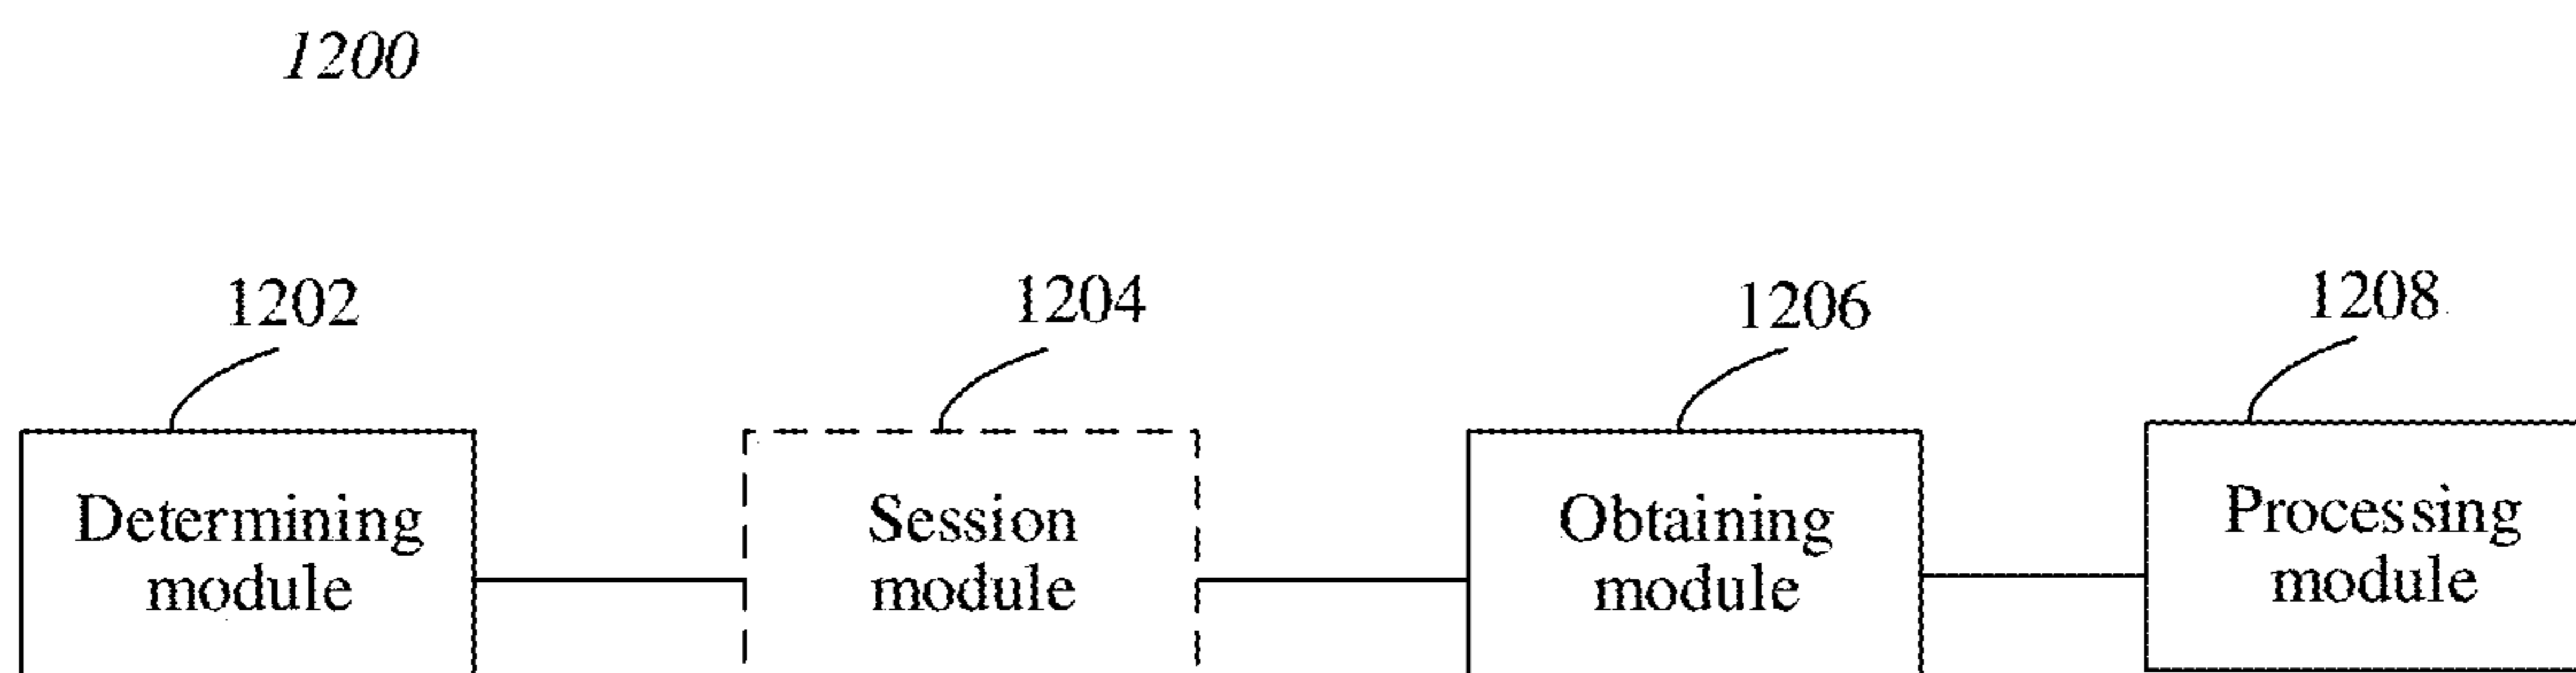 1200
1202
1204
1206
1208
Determining
module
Session
module
Obtaining
module
Processing
module